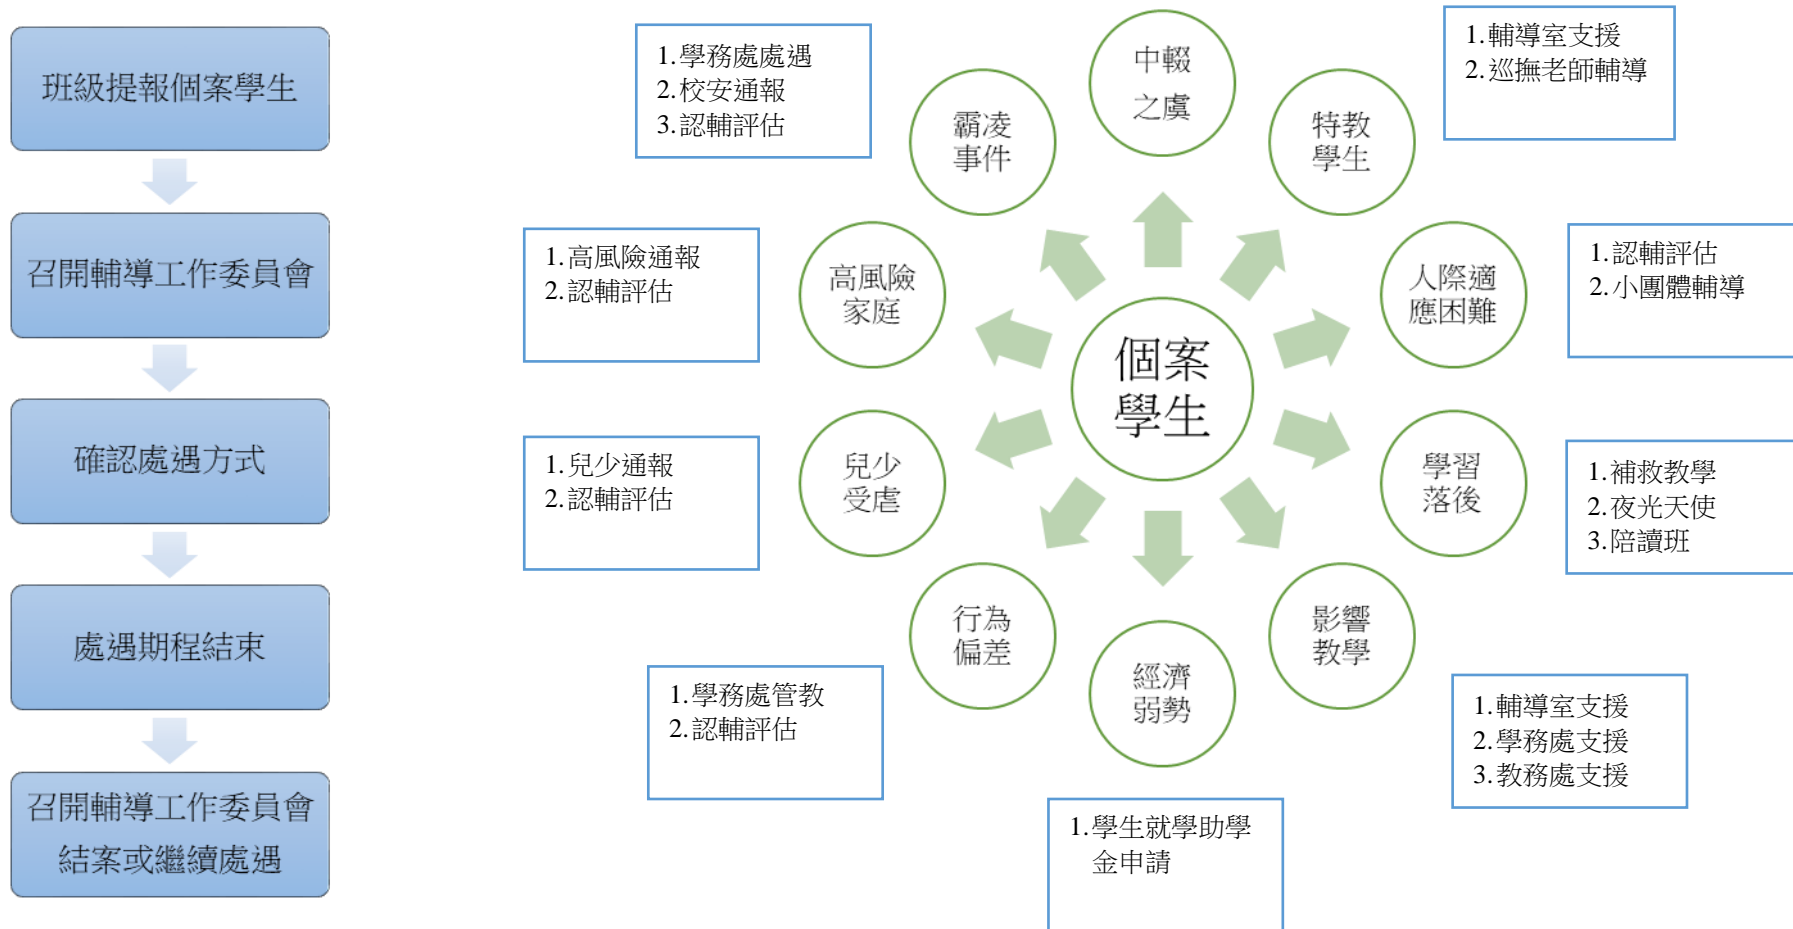 班級提報個案學生
召開輔導工作委員會
確認處遇方式
處遇期程結束
召開輔導工作委員會
結案或繼續處遇
個案
學生
中輟
之虞
特教
學生
1.輔導室支援
2.巡撫老師輔導
人際適
應困難
1.認輔評估
2.小團體輔導
學習
落後
1.補救教學
2.夜光天使
3.陪讀班
影響
教學
1.輔導室支援
2.學務處支援
3.教務處支援
經濟
弱勢
1.學生就學助學
金申請
行為
偏差
1.學務處管教
2.認輔評估
兒少
受虐
1.兒少通報
2.認輔評估
高風險
家庭
1.高風險通報
2.認輔評估
霸凌
事件
1.學務處處遇
2.校安通報
3.認輔評估